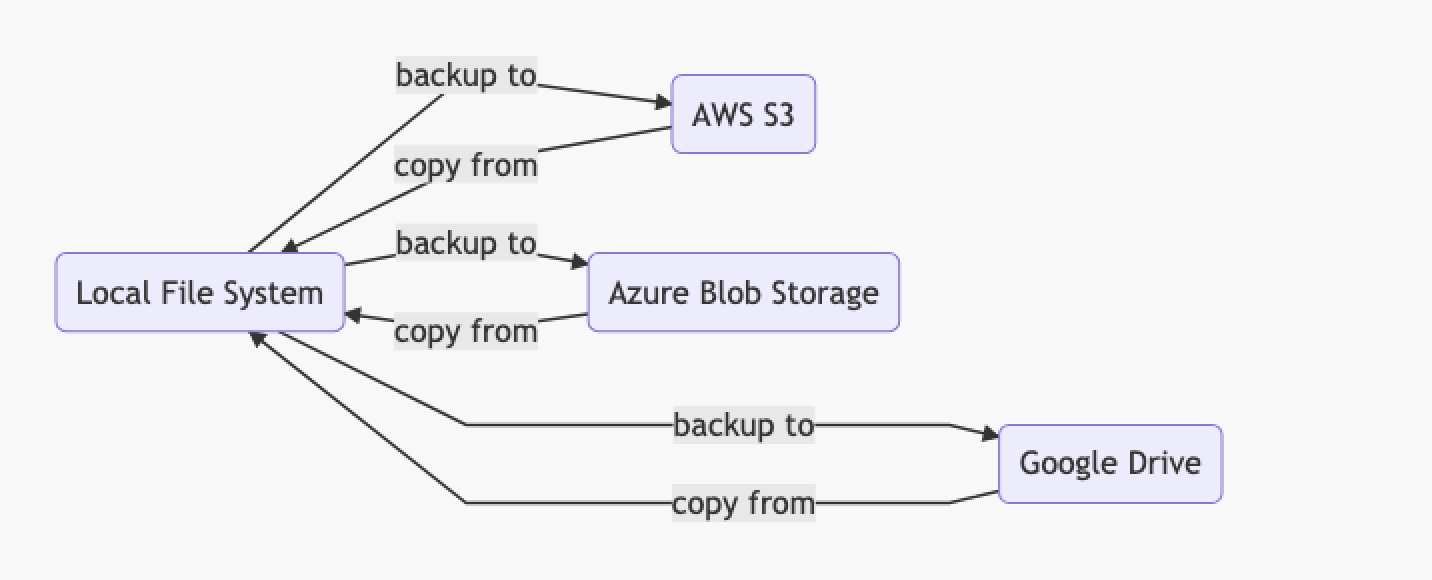 backup to
AWS S3
copy from
backup to
Local File System
Azure Blob Storage
copy from
backup to
Google Drive
copy from